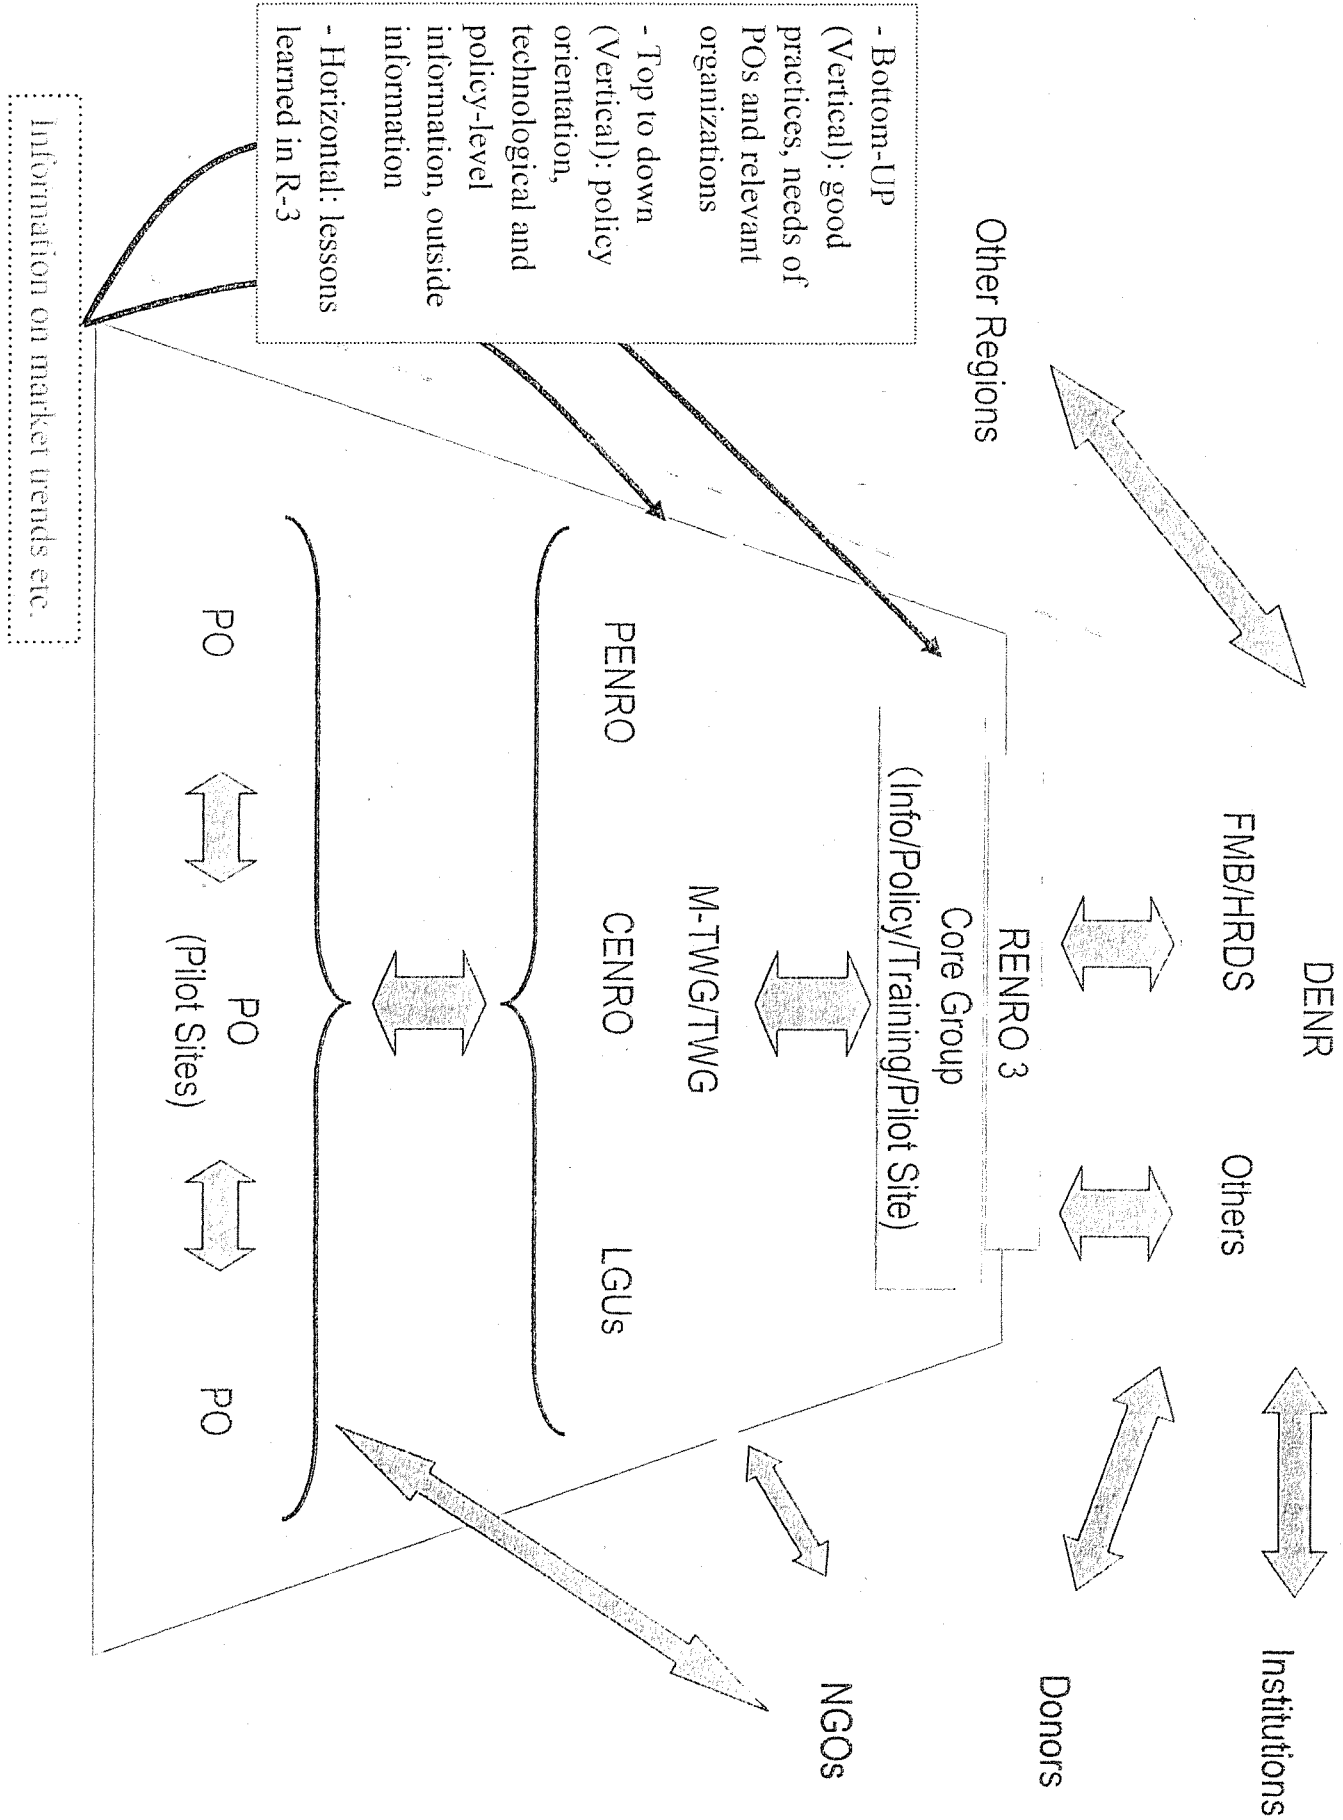 DENR
Institutions
FMB/HRDS
Others
Donors
Other Regions
RENRO 3
Core Group
(Info/Policy/Training/Pilot Site)
NGOs
- Bottom-UP
(Vertical): good
practices, needs of
POs and relevant
organizations
- Top to down
(Vertical): policy
orientation,
technological and
policy-level
information, outside
information
- Horizontal: lessons
learned in R-3
M-TWG/TWG
PENRO
CENRO
LGUs
PO
PO
(Pilot Sites)
PO
Information on market trends etc.